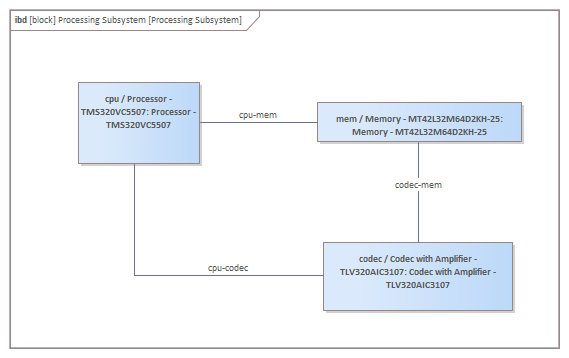 ibd [block] Processing Subsystem [Processing Subsystem]
cpu / Processor -
TMS320VC5507: Processor -
TMS320VC5507
cpu-mem
mem / Memory - MT42L32M64D2KH-25:
Memory - MT42L32M64D2KH-25
codec-mem
cpu-codec
codec / Codec with Amplifier -
TLV320AIC3107: Codec with Amplifier -
TLV320AIC3107